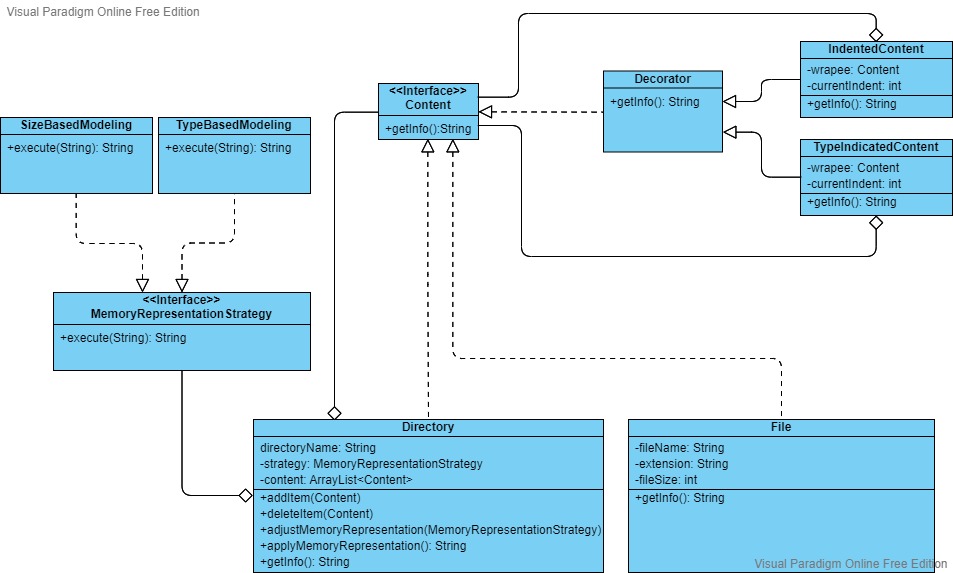 Visual Paradigm Online Free Edition
<<Interface>>
Content
+getInfo():String
Decorator
+getInfo(): String
IndentedContent
-wrapee: Content
-currentIndent: int
+getInfo(): String
SizeBasedModeling
+execute(String): String
TypeBasedModeling
+execute(String): String
TypeIndicatedContent
-wrapee: Content
-currentIndent: int
+getInfo(): String
<<Interface>>
MemoryRepresentationStrategy
+execute(String): String
Directory
directoryName: String
-strategy: MemoryRepresentationStrategy
-content: ArrayList<Content>
+addItem(Content)
+deleteItem(Content)
+adjustMemoryRepresentation(MemoryRepresentationStrategy)
+applyMemoryRepresentation(): String
+getInfo(): String
File
-fileName: String
-extension: String
-fileSize: int
+getInfo(): String
Visual Paradigm Online Free Edition